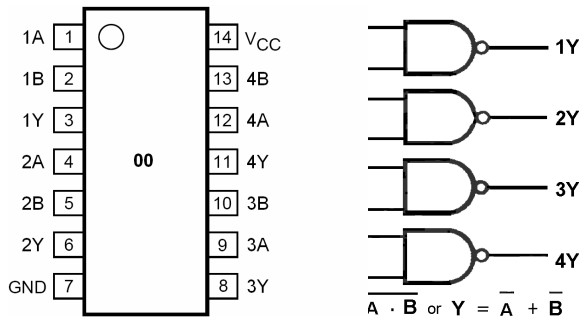 1A 1 14 VCC
1B 2 13 4B
1Y 3 12 4A
2A 4 00 11 4Y
2B 5 10 3B
2Y 6 9 3A
GND 7 8 3Y
1Y
2Y
3Y
4Y
A · B or Y = A + B